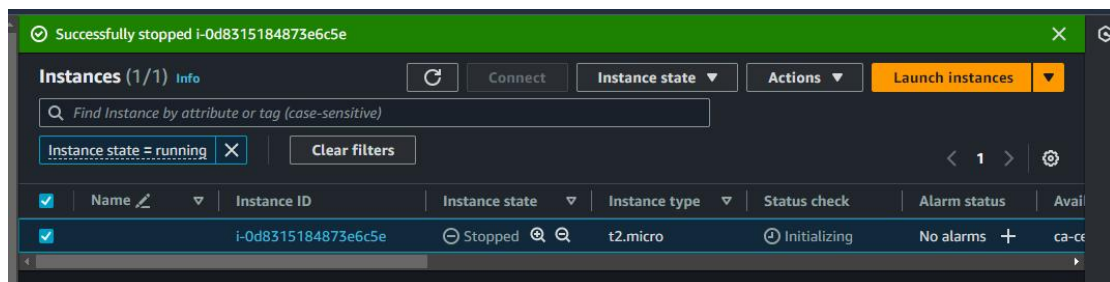 Successfully stopped i-0d8315184873e6c5e
Instances (1/1) Info Connect Instance state Actions Launch instances
Find Instance by attribute or tag (case-sensitive)
Instance state = running Clear filters
1
Name Instance ID Instance state Instance type Status check Alarm status Avai
i-0d8315184873e6c5e Stopped t2.micro Initializing No alarms + ca-ce